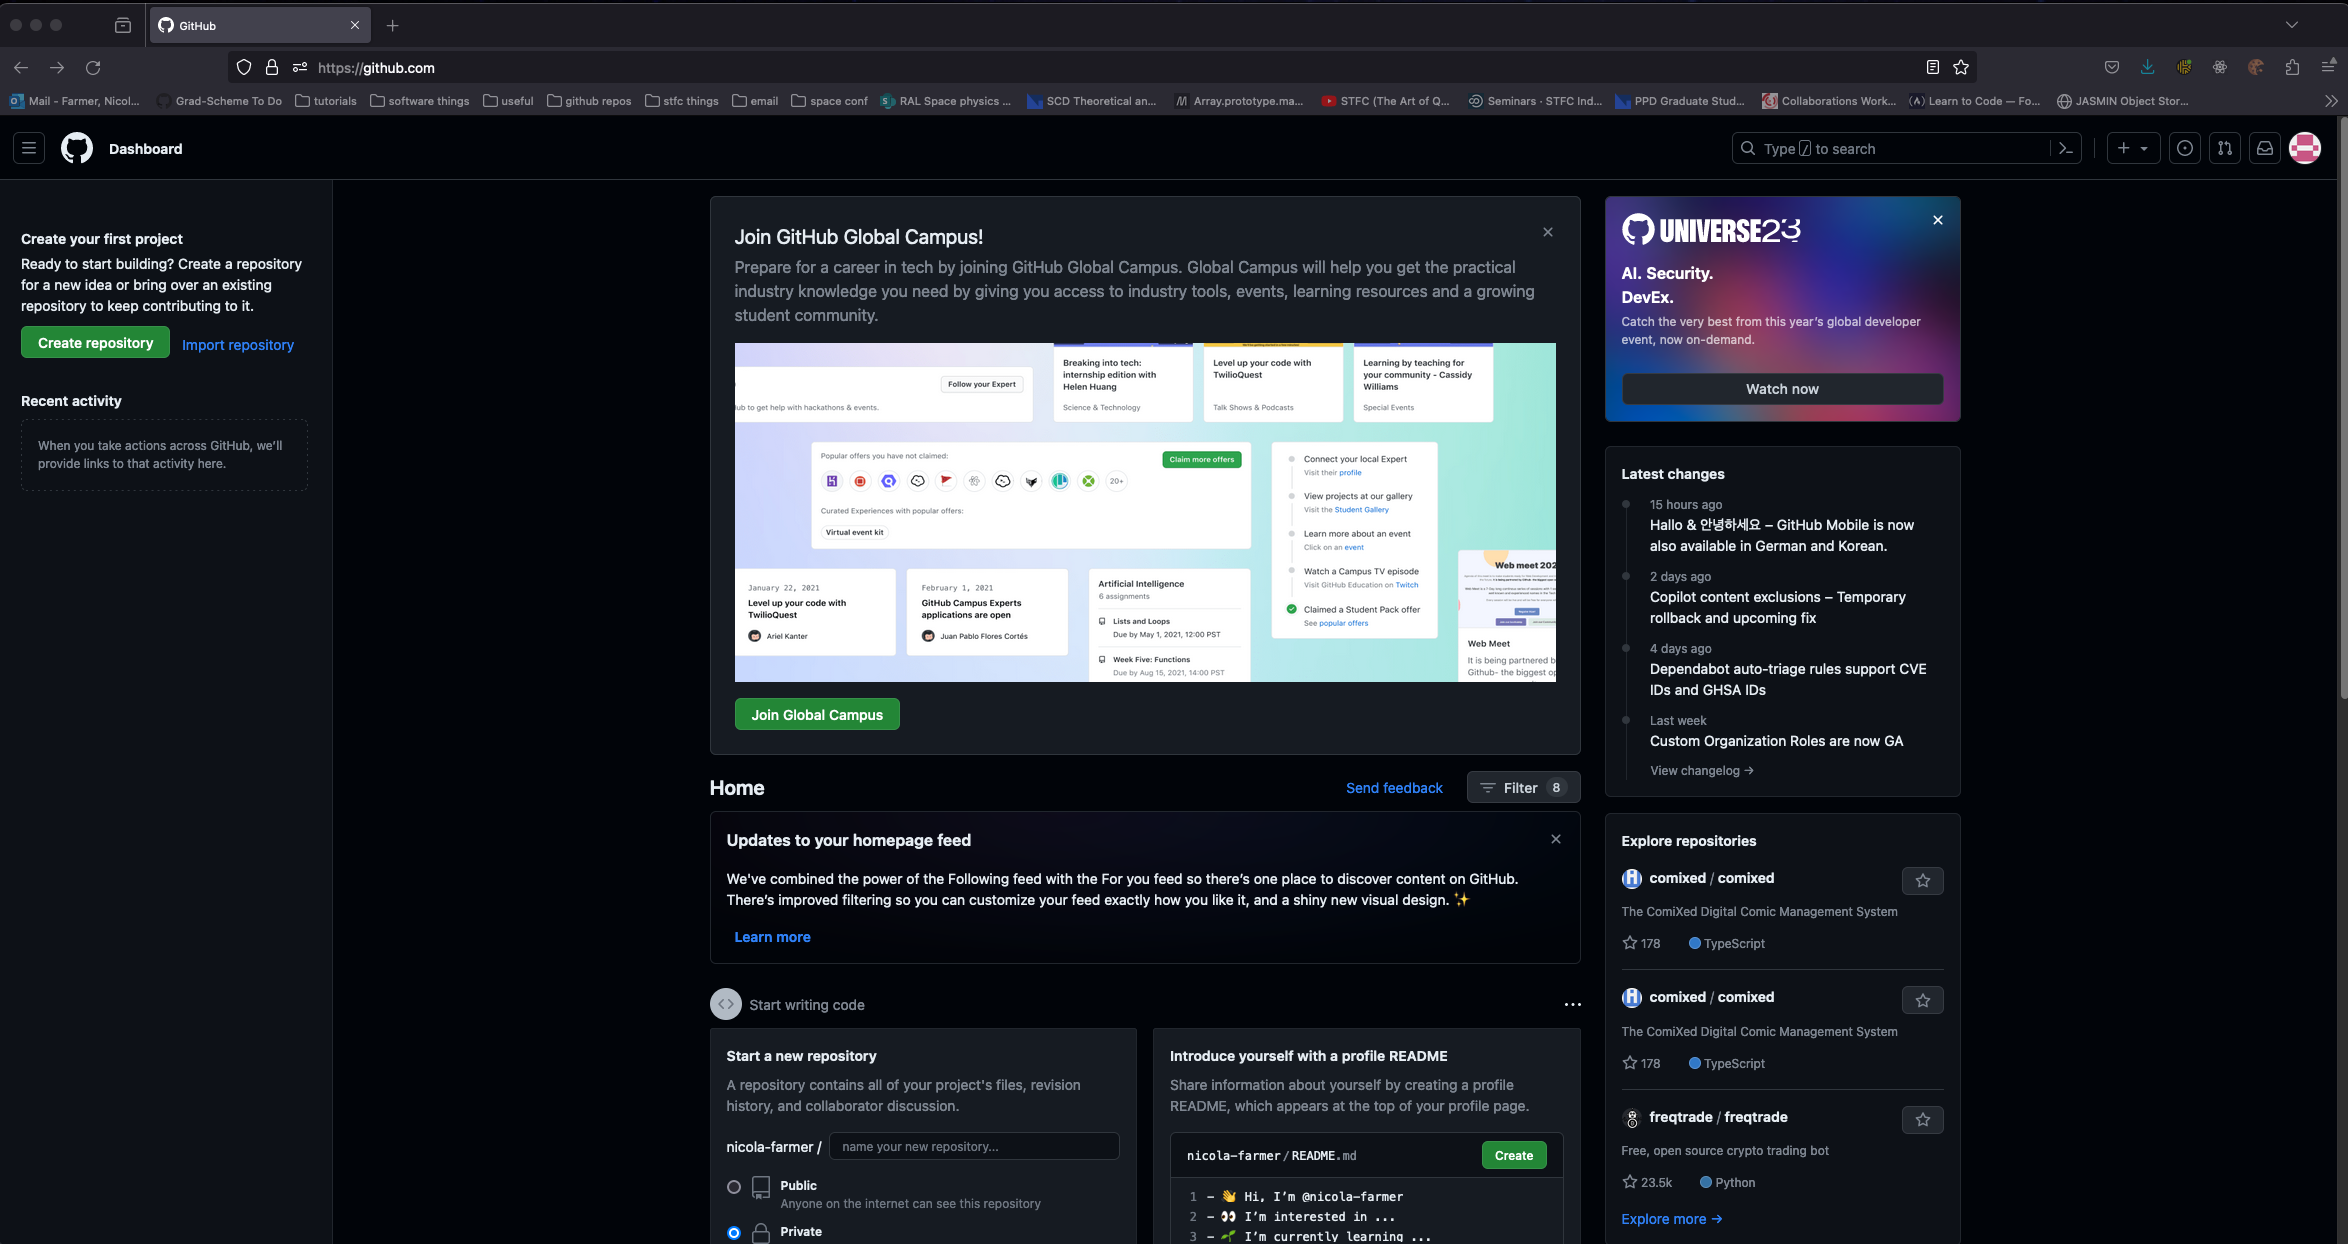 GitHub
https://github.com
Mail - Farmer, Nicol...
Grad-Scheme To Do
tutorials
software things
useful
github repos
stfc things
email
space conf
RAL Space physics ...
SCD Theoretical an...
Array.prototype.ma...
STFC (The Art of Q...
Seminars · STFC Ind...
PPD Graduate Stud...
Collaborations Work...
Learn to Code — Fo...
JASMIN Object Stor...
Dashboard
Type / to search
Create your first project
Ready to start building? Create a repository
for a new idea or bring over an existing
repository to keep contributing to it.
Create repository
Import repository
Recent activity
When you take actions across GitHub, we'll
provide links to that activity here.
Join GitHub Global Campus!
Prepare for a career in tech by joining GitHub Global Campus. Global Campus will help you get the practical
industry knowledge you need by giving you access to industry tools, events, learning resources and a growing
student community.
Follow your Expert
to get help with hackathons & events.
Breaking into tech:
internship edition with
Helen Huang
Science & Technology
Level up your code with
TwilioQuest
Talk Shows & Podcasts
Learning by teaching for
your community - Cassidy
Williams
Special Events
Popular offers you have not claimed:
Claim more offers
20+
Curated Experiences with popular offers:
Virtual event kit
Connect your local Expert
Visit their profile
View projects at our gallery
Visit the Student Gallery
Learn more about an event
Click on an event
Watch a Campus TV episode
Visit GitHub Education on Twitch
Claimed a Student Pack offer
See popular offers
January 22, 2021
Level up your code with
TwilioQuest
Ariel Kanter
February 1, 2021
GitHub Campus Experts
applications are open
Juan Pablo Flores Cortés
Artificial Intelligence
6 assignments
Lists and Loops
Due by May 1, 2021, 12:00 PST
Week Five: Functions
Due by Aug 15, 2021, 14:00 PST
Web meet 202
Web Meet
It is being partnered b
Github- the biggest op
Join Global Campus
Home
Send feedback
Filter 8
Updates to your homepage feed
We've combined the power of the Following feed with the For you feed so there's one place to discover content on GitHub.
There's improved filtering so you can customize your feed exactly how you like it, and a shiny new visual design. ✨
Learn more
Start writing code
Start a new repository
A repository contains all of your project's files, revision
history, and collaborator discussion.
nicola-farmer /
name your new repository...
Public
Anyone on the internet can see this repository
Private
Introduce yourself with a profile README
Share information about yourself by creating a profile
README, which appears at the top of your profile page.
nicola-farmer/README.md
Create
1 - 👋 Hi, I'm @nicola-farmer
2 - 👀 I'm interested in ...
3 - 🌱 I'm currently learning ...
UNIVERSE23
AI. Security.
DevEx.
Catch the very best from this year's global developer
event, now on-demand.
Watch now
Latest changes
15 hours ago
Hallo & 안녕하세요 – GitHub Mobile is now
also available in German and Korean.
2 days ago
Copilot content exclusions – Temporary
rollback and upcoming fix
4 days ago
Dependabot auto-triage rules support CVE
IDs and GHSA IDs
Last week
Custom Organization Roles are now GA
View changelog →
Explore repositories
comixed / comixed
The ComiXed Digital Comic Management System
178
TypeScript
comixed / comixed
The ComiXed Digital Comic Management System
178
TypeScript
freqtrade / freqtrade
Free, open source crypto trading bot
23.5k
Python
Explore more →